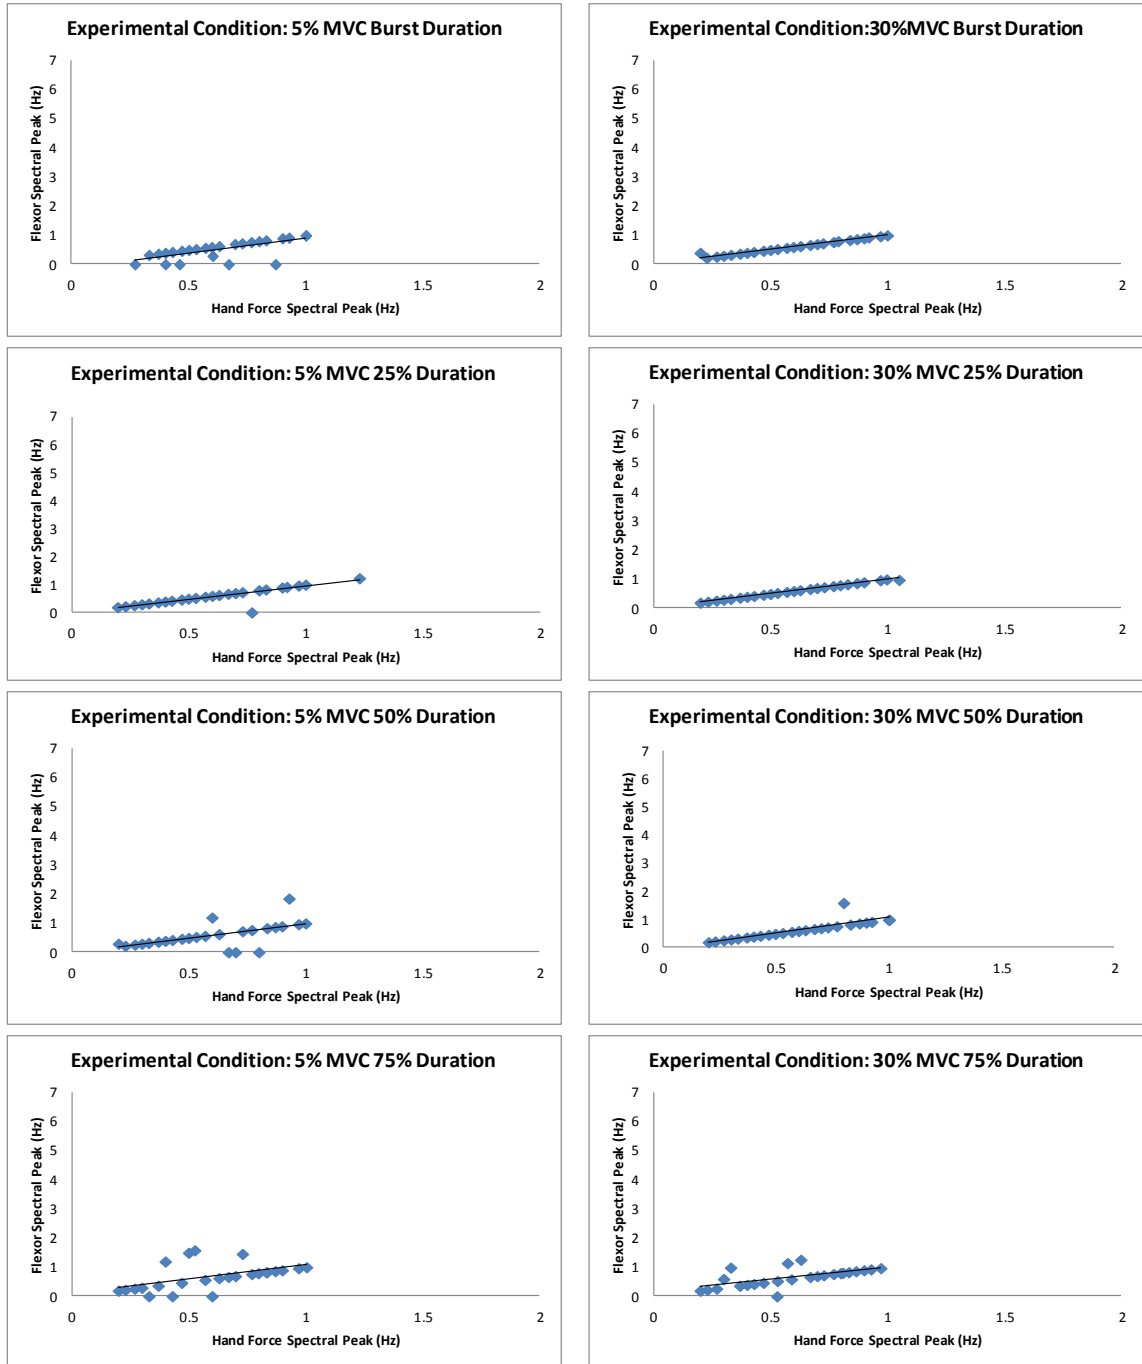 Experimental Condition: 5% MVC Burst Duration
7
6
5
4
3
2
1
0
Flexor Spectral Peak (Hz)
0 0.5 1 1.5 2
Hand Force Spectral Peak (Hz)
Experimental Condition:30%MVC Burst Duration
7
6
5
4
3
2
1
0
Flexor Spectral Peak (Hz)
0 0.5 1 1.5 2
Hand Force Spectral Peak (Hz)
Experimental Condition: 5% MVC 25% Duration
7
6
5
4
3
2
1
0
Flexor Spectral Peak (Hz)
0 0.5 1 1.5 2
Hand Force Spectral Peak (Hz)
Experimental Condition: 30% MVC 25% Duration
7
6
5
4
3
2
1
0
Flexor Spectral Peak (Hz)
0 0.5 1 1.5 2
Hand Force Spectral Peak (Hz)
Experimental Condition: 5% MVC 50% Duration
7
6
5
4
3
2
1
0
Flexor Spectral Peak (Hz)
0 0.5 1 1.5 2
Hand Force Spectral Peak (Hz)
Experimental Condition: 30% MVC 50% Duration
7
6
5
4
3
2
1
0
Flexor Spectral Peak (Hz)
0 0.5 1 1.5 2
Hand Force Spectral Peak (Hz)
Experimental Condition: 5% MVC 75% Duration
7
6
5
4
3
2
1
0
Flexor Spectral Peak (Hz)
0 0.5 1 1.5 2
Hand Force Spectral Peak (Hz)
Experimental Condition: 30% MVC 75% Duration
7
6
5
4
3
2
1
0
Flexor Spectral Peak (Hz)
0 0.5 1 1.5 2
Hand Force Spectral Peak (Hz)